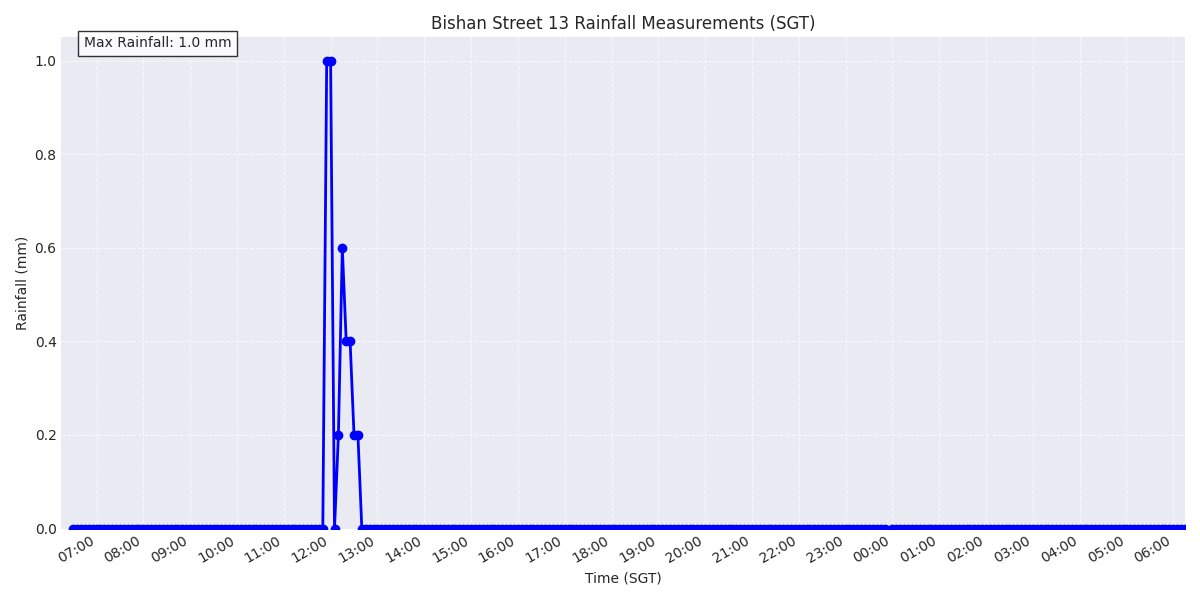 Bishan Street 13 Rainfall Measurements (SGT)
Max Rainfall: 1.0 mm
Rainfall (mm)
1.0
0.8
0.6
0.4
0.2
0.0
07:00 08:00 09:00 10:00 11:00 12:00 13:00 14:00 15:00 16:00 17:00 18:00 19:00 20:00 21:00 22:00 23:00 00:00 01:00 02:00 03:00 04:00 05:00 06:00
Time (SGT)